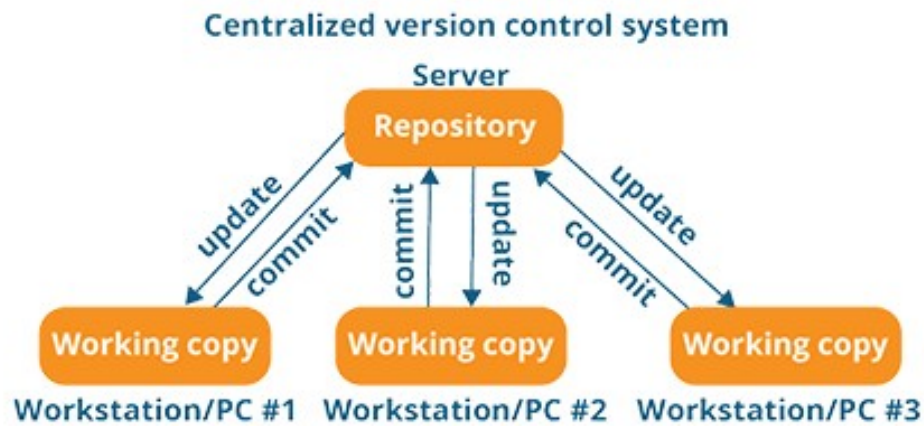 Centralized version control system
Server
Repository
update
commit
commit
update
update
commit
Working copy
Working copy
Working copy
Workstation/PC #1
Workstation/PC #2
Workstation/PC #3